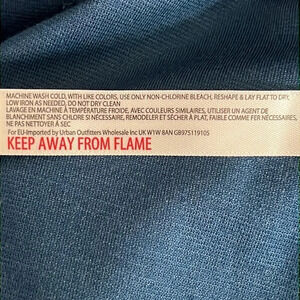 MACHINE WASH COLD, WITH LIKE COLORS, USE ONLY NON-CHLORINE BLEACH, RESHAPE & LAY FLAT TO DRY,
LOW IRON AS NEEDED, DO NOT DRY CLEAN
LAVAGE EN MACHINE À TEMPÉRATURE FROIDE, AVEC COULEURS SIMILAIRES, UTILISER UN AGENT DE
BLANCHIMENT SANS CHLORE SI NÉCESSAIRE, REMODELER ET SÉCHER À PLAT, FAIBLE COMME FER NÉCESSAIRES,
NE PAS NETTOYER À SEC
For EU-Imported by Urban Outfitters Wholesale Inc UK W1W 8AN GB975119105
KEEP AWAY FROM FLAME